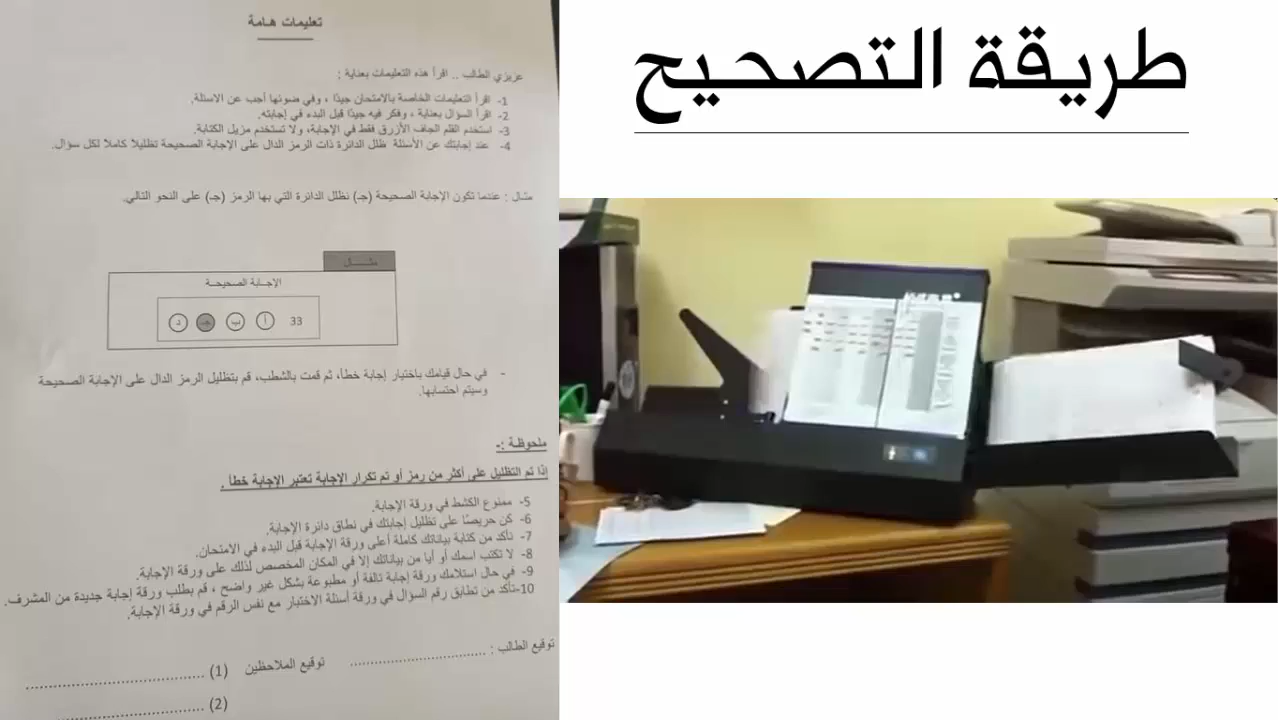 طريقة التصحيح
تعليمات هامة
عزيزي الطالب .. اقرأ هذه التعليمات بعناية :
1- اقرأ التعليمات الخاصة بالامتحان جيدًا ، وفي ضوئها أجب عن الاسئلة.
2- اقرأ السؤال بعناية ، وفكر فيه جيدًا قبل البدء في إجابته.
3- استخدم القلم الجاف الأزرق فقط في الإجابة، ولا تستخدم مزيل الكتابة.
4- عند إجابتك عن الأسئلة ظلل الدائرة ذات الرمز الدال على الإجابة الصحيحة تظليلا كاملا لكل سؤال.
مثال : عندما تكون الإجابة الصحيحة (جـ) نظلل الدائرة التي بها الرمز (جـ) على النحو التالي.
مثـــــال
الإجـابة الصحيحـة
33 أ ب جـ د
- في حال قيامك باختيار إجابة خطأ، ثم قمت بالشطب، قم بتظليل الرمز الدال على الإجابة الصحيحة
وسيتم احتسابها.
ملحوظـة :-
إذا تم التظليل على أكثر من رمز أو تم تكرار الإجابة تعتبر الإجابة خطأ .
5- ممنوع الكشط في ورقة الإجابة.
6- كن حريصًا على تظليل إجابتك في نطاق دائرة الإجابة.
7- تأكد من كتابة بياناتك كاملة أعلى ورقة الإجابة قبل البدء في الامتحان.
8- لا تكتب اسمك أو أيا من بياناتك إلا في المكان المخصص لذلك على ورقة الإجابة.
9- في حال استلامك ورقة إجابة تالفة أو مطبوعة بشكل غير واضح ، قم بطلب ورقة إجابة جديدة من المشرف.
10-تأكد من تطابق رقم السؤال في ورقة أسئلة الاختبار مع نفس الرقم في ورقة الإجابة.
توقيع الطالب : ........................... توقيع الملاحظين (1) ...........................
(2) ...........................